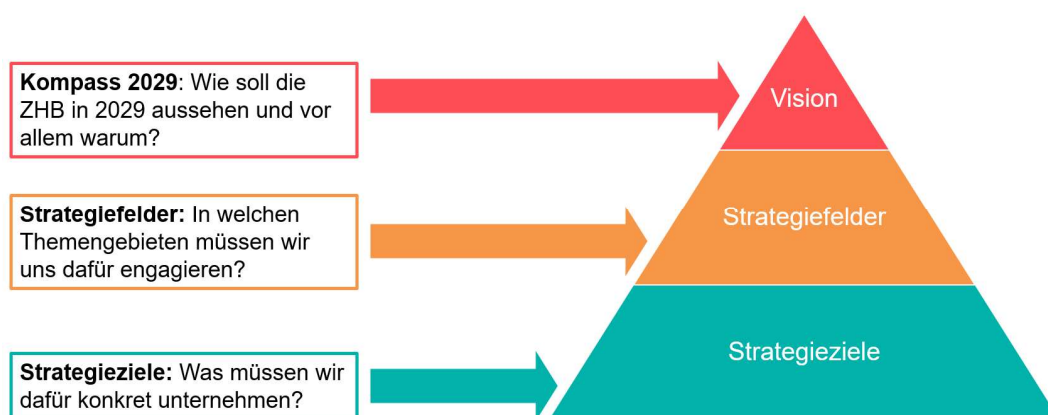 Kompass 2029: Wie soll die
ZHB in 2029 aussehen und vor
allem warum?
Vision
Strategiefelder: In welchen
Themengebieten müssen wir
uns dafür engagieren?
Strategiefelder
Strategieziele: Was müssen wir
dafür konkret unternehmen?
Strategieziele